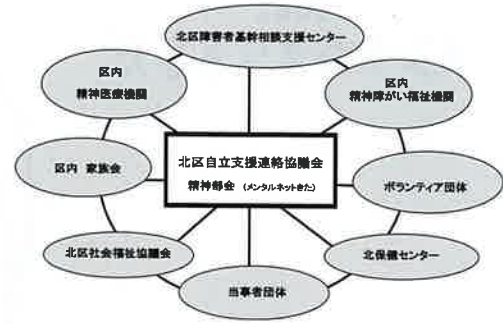 北区障害者基幹相談支援センター
区内
精神医療機関
区内
精神障がい福祉機関
北区自立支援連絡協議会
精神部会 (メンタルネットきた)
区内 家族会
ボランティア団体
北区社会福祉協議会
北保健センター
当事者団体